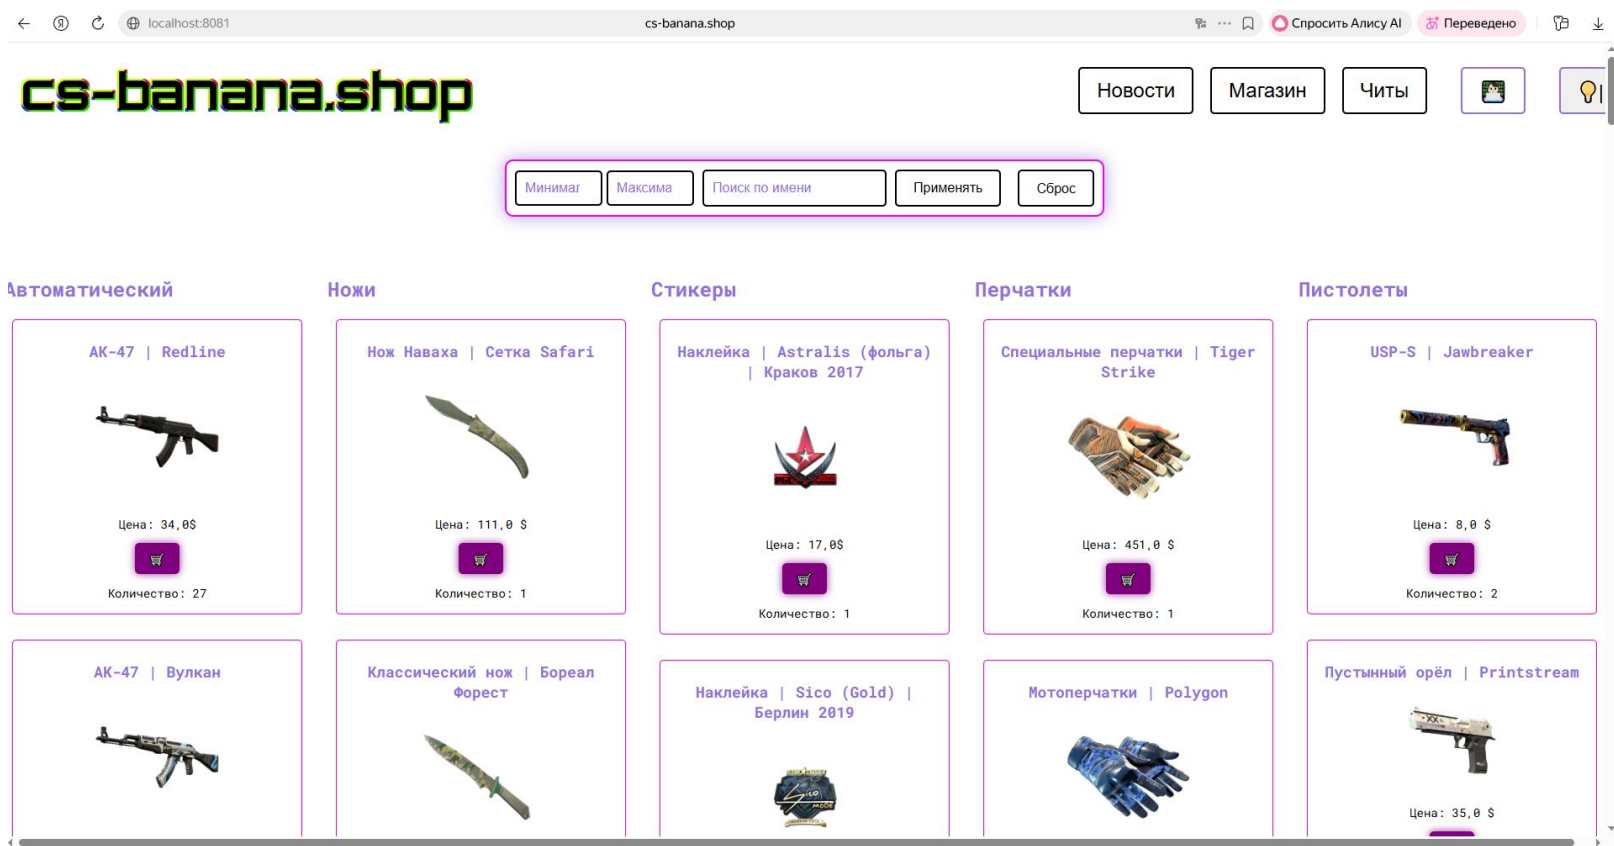 localhost:8081
cs-banana.shop
Спросить Алису AI
Переведено
cs-banana.shop
Новости
Магазин
Читы
Минимал
Максима
Поиск по имени
Применять
Сброс
Автоматический
Ножи
Стикеры
Перчатки
Пистолеты
АК-47 | Redline
Цена: 34,0$
Количество: 27
Нож Наваха | Сетка Safari
Цена: 111,0 $
Количество: 1
Наклейка | Astralis (фольга)
| Краков 2017
Цена: 17,0$
Количество: 1
Специальные перчатки | Tiger
Strike
Цена: 451,0 $
Количество: 1
USP-S | Jawbreaker
Цена: 8,0 $
Количество: 2
АК-47 | Вулкан
Классический нож | Бореал
Форест
Наклейка | Sico (Gold) |
Берлин 2019
Мотоперчатки | Polygon
Пустынный орёл | Printstream
Цена: 35,0 $